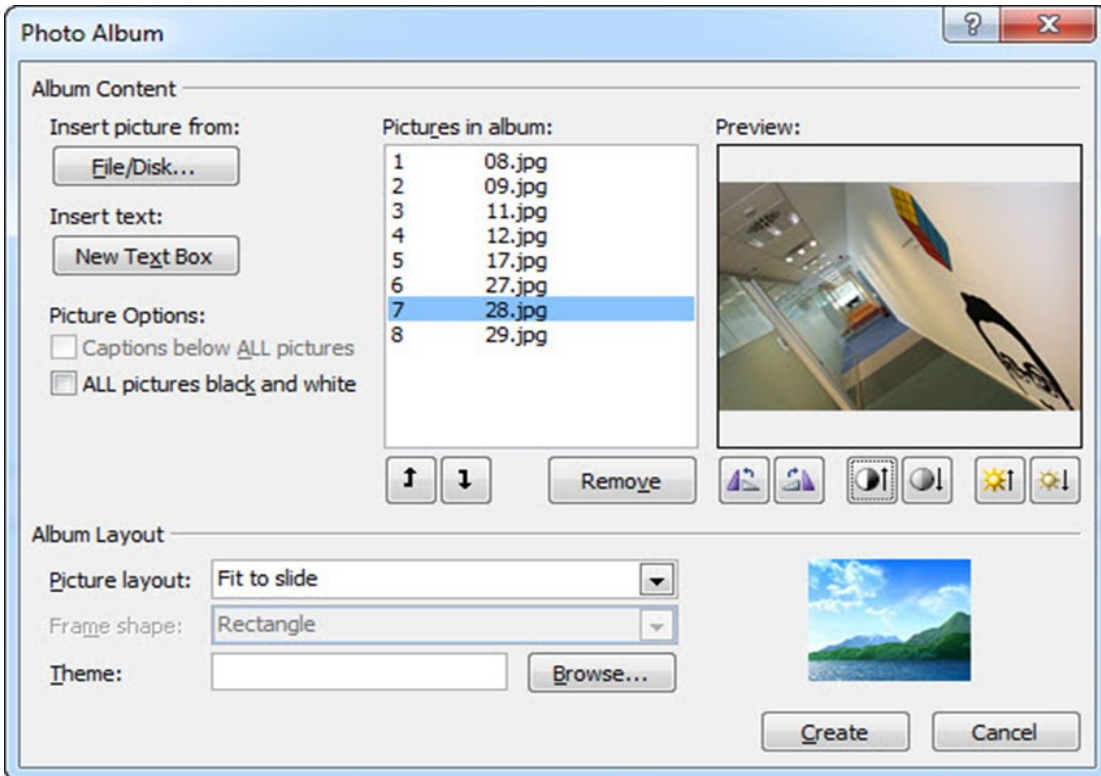 Photo Album
Album Content
Insert picture from:
File/Disk...
Insert text:
New Text Box
Picture Options:
Captions below ALL pictures
ALL pictures black and white
Pictures in album:
1 08.jpg
2 09.jpg
3 11.jpg
4 12.jpg
5 17.jpg
6 27.jpg
7 28.jpg
8 29.jpg
Remove
Preview:
Album Layout
Picture layout: Fit to slide
Frame shape: Rectangle
Theme:
Browse...
Create
Cancel